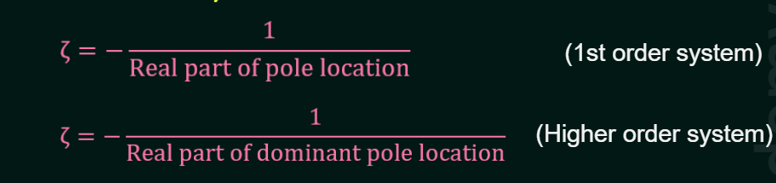 ζ = − 1 / Real part of pole location (1st order system)
ζ = − 1 / Real part of dominant pole location (Higher order system)